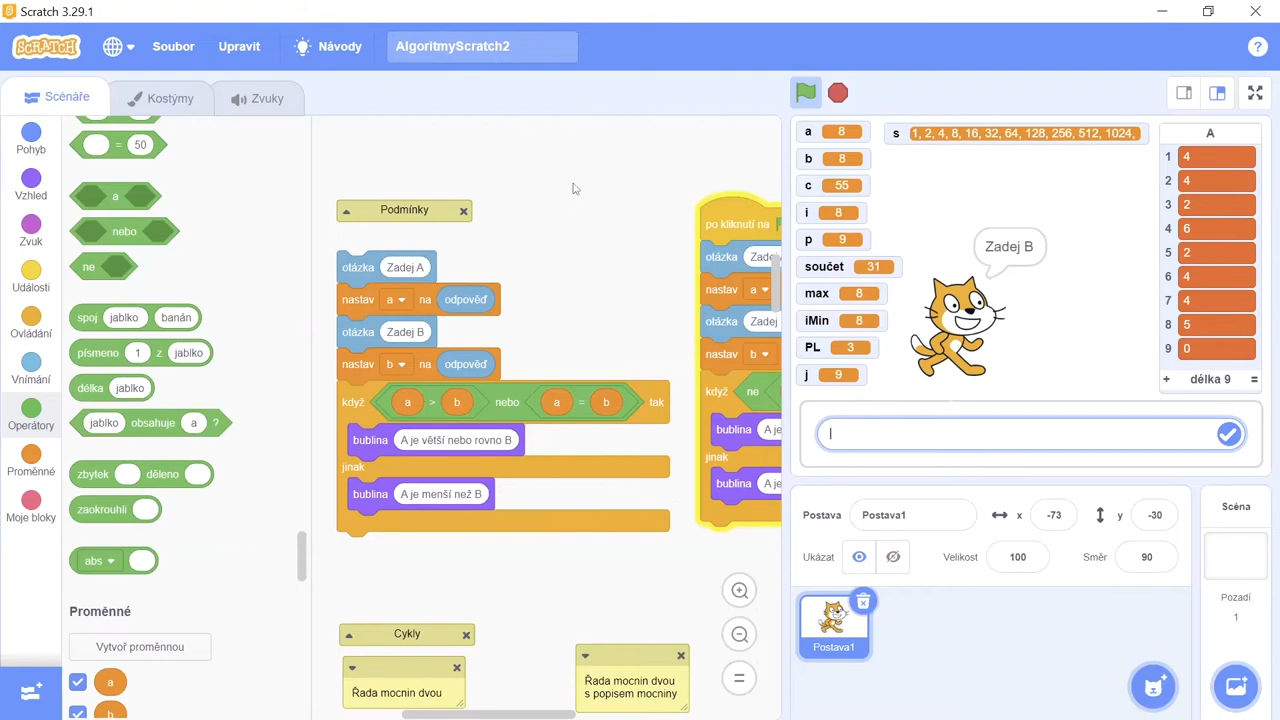 Scratch 3.29.1
SCRATCH
Soubor
Upravit
Návody
AlgoritmyScratch2
?
Scénáře
Kostýmy
Zvuky
Pohyb
Vzhled
Zvuk
Události
Ovládání
Vnímání
Operátory
Proměnné
Moje bloky
= 50
a
nebo
ne
spoj jablko banán
písmeno 1 z jablko
délka jablko
jablko obsahuje a ?
zbytek děleno
zaokrouhli
abs
Proměnné
Vytvoř proměnnou
a
b
Podmínky
otázka Zadej A
nastav a na odpověď
otázka Zadej B
nastav b na odpověď
když a > b nebo a = b tak
bublina A je větší nebo rovno B
jinak
bublina A je menší než B
Cykly
Řada mocnin dvou
Řada mocnin dvou
s popisem mocniny
po kliknutí na
otázka
nastav a
otázka Zadej
nastav b
když ne
bublina A je
jinak
bublina A je
a 8
b 8
c 55
i 8
p 9
součet 31
max 8
iMin 8
PL 3
j 9
s 1, 2, 4, 8, 16, 32, 64, 128, 256, 512, 1024,
A
1 4
2 4
3 2
4 6
5 2
6 4
7 4
8 5
9 0
+ délka 9 =
Zadej B
Postava Postava1 x -73 y -30
Ukázat Velikost 100 Směr 90
Postava1
Scéna
Pozadí
1